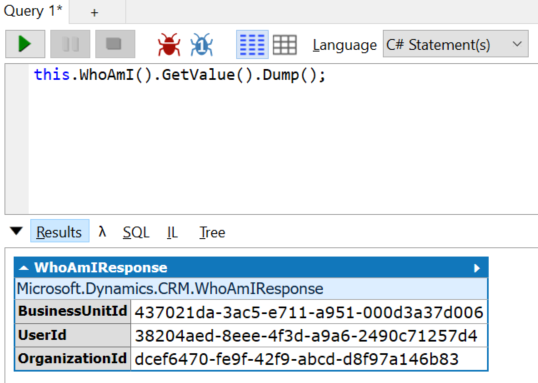 Query 1*
+
Language C# Statement(s)
this.WhoAmI().GetValue().Dump();
Results λ SQL IL Tree
WhoAmIResponse
Microsoft.Dynamics.CRM.WhoAmIResponse
BusinessUnitId 437021da-3ac5-e711-a951-000d3a37d006
UserId 38204aed-8eee-4f3d-a9a6-2490c71257d4
OrganizationId dcef6470-fe9f-42f9-abcd-d8f97a146b83